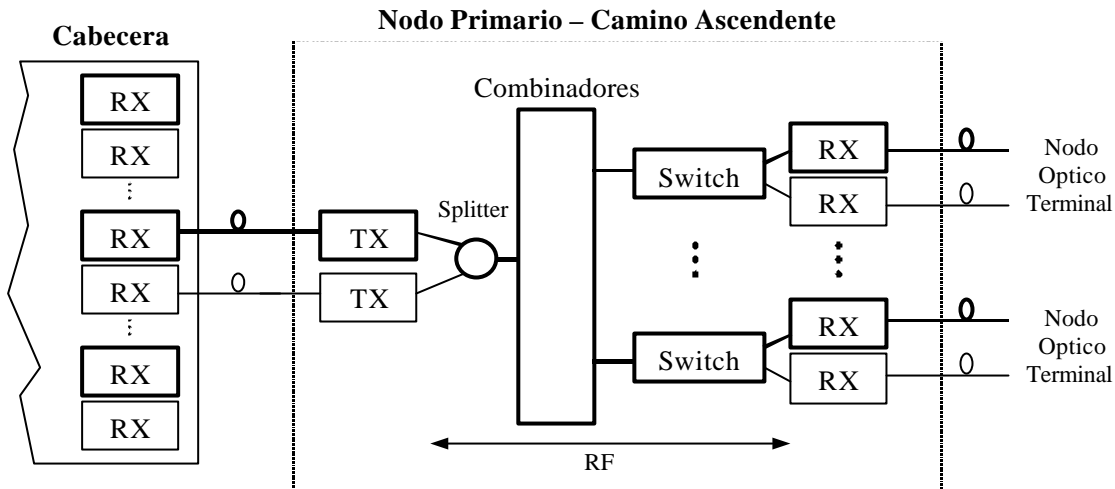 Nodo Primario – Camino Ascendente
Cabecera
RX
RX
RX
RX
RX
RX
TX
TX
Splitter
Combinadores
Switch
Switch
RX
RX
RX
RX
Nodo
Optico
Terminal
Nodo
Optico
Terminal
RF